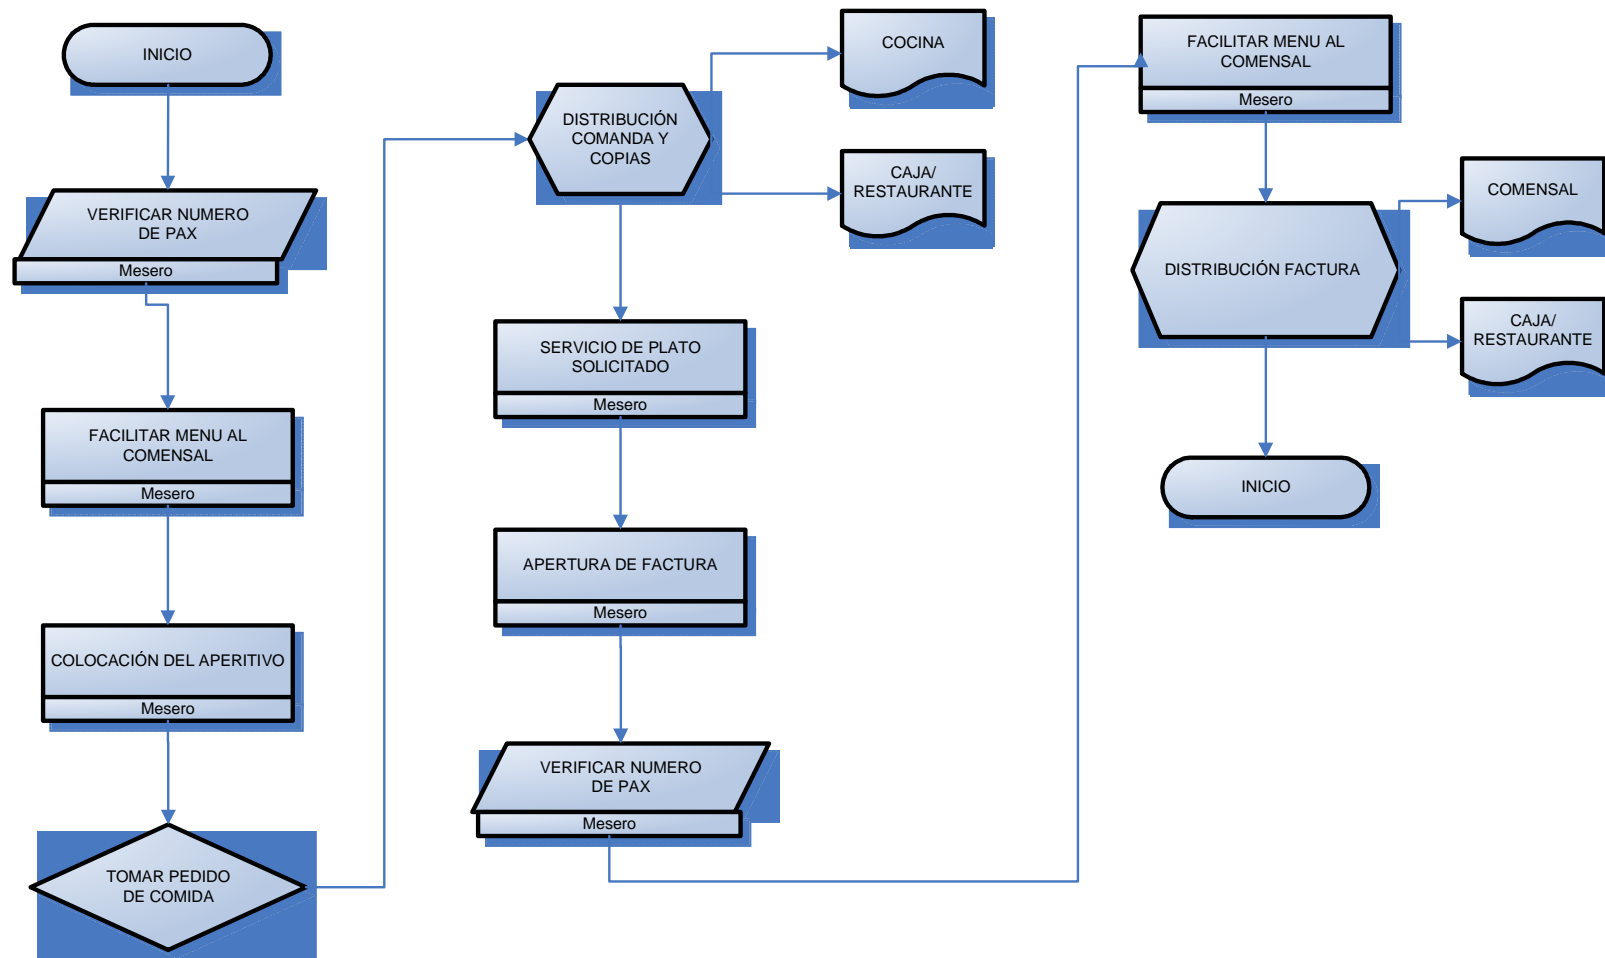 INICIO
VERIFICAR NUMERO
DE PAX
Mesero
FACILITAR MENU AL
COMENSAL
Mesero
COLOCACIÓN DEL APERITIVO
Mesero
TOMAR PEDIDO
DE COMIDA
DISTRIBUCIÓN
COMANDA Y
COPIAS
COCINA
CAJA/
RESTAURANTE
SERVICIO DE PLATO
SOLICITADO
Mesero
APERTURA DE FACTURA
Mesero
VERIFICAR NUMERO
DE PAX
Mesero
FACILITAR MENU AL
COMENSAL
Mesero
DISTRIBUCIÓN FACTURA
COMENSAL
CAJA/
RESTAURANTE
INICIO